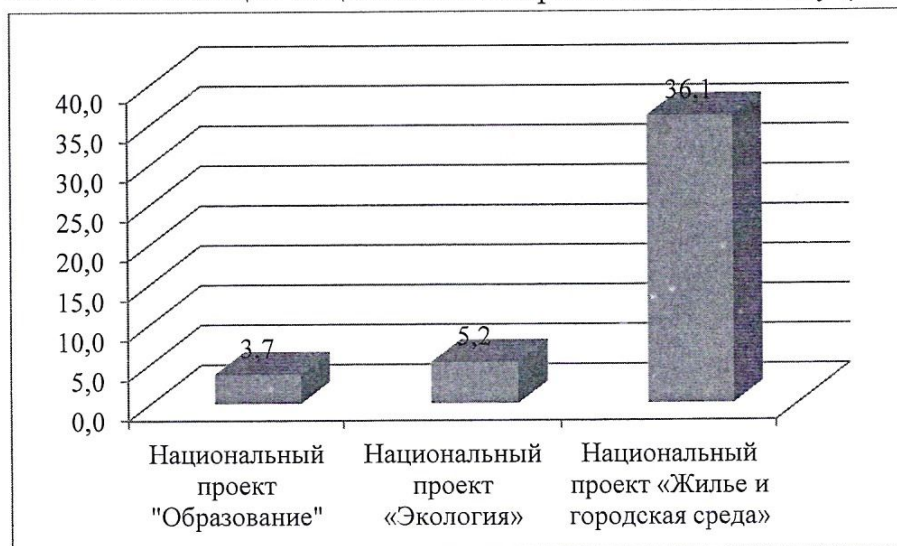 36,1
40,0
35,0
30,0
25,0
20,0
15,0
10,0
5,0
0,0
3,7
5,2
Национальный
проект
"Образование"
Национальный
проект
«Экология»
Национальный
проект «Жилье и
городская среда»